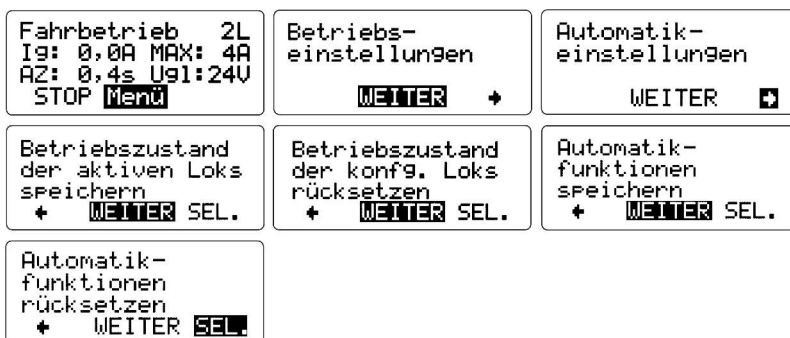 Fahrbetrieb 2L
Ig: 0,0A MAX: 4A
AZ: 0,4s Ugl:24V
STOP Menü
Betriebs-
einstellungen
WEITER →
Automatik-
einstellungen
WEITER →
Betriebszustand
der aktiven Loks
speichern
← WEITER SEL.
Betriebszustand
der konfg. Loks
rücksetzen
← WEITER SEL.
Automatik-
funktionen
speichern
← WEITER SEL.
Automatik-
funktionen
rücksetzen
← WEITER SEL.